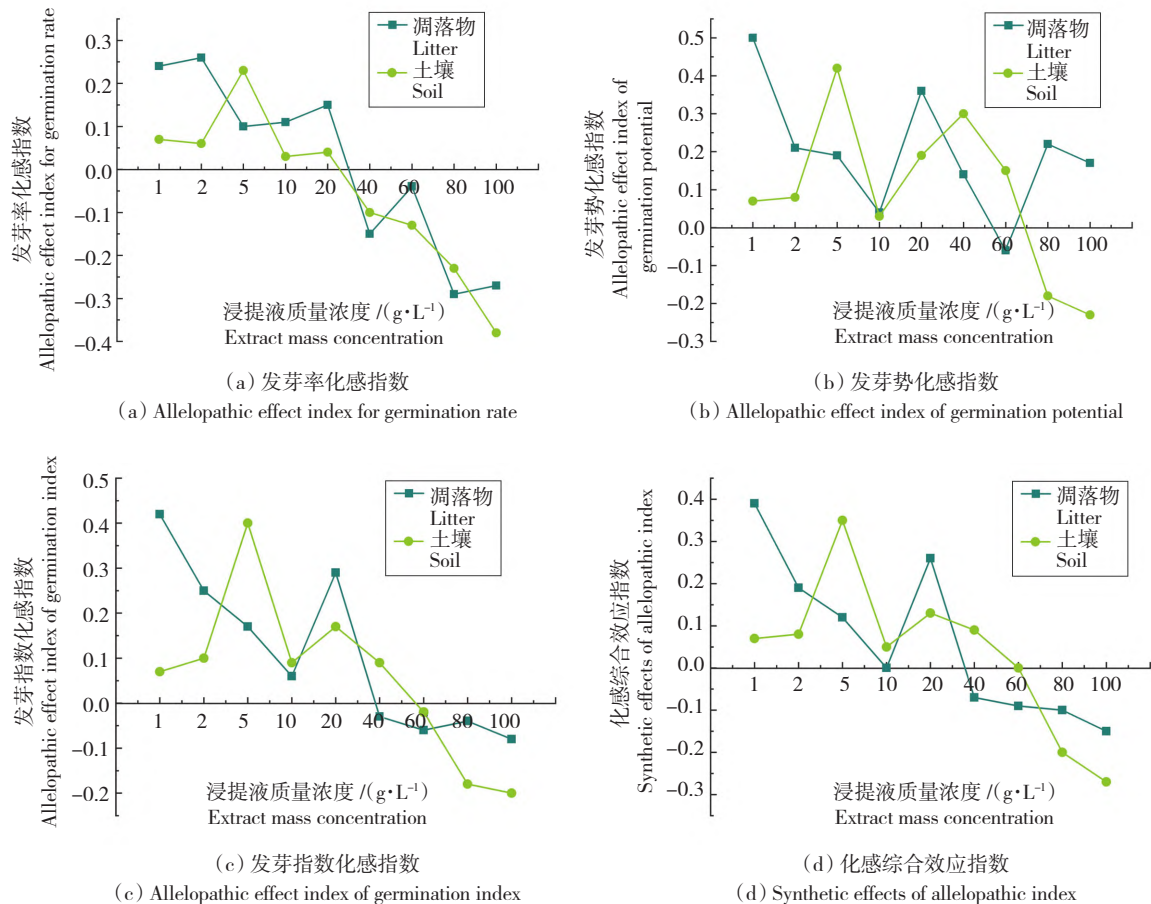 发芽率化感指数
Allelopathic effect index for germination rate
0.3
0.2
0.1
0.0
-0.1
-0.2
-0.3
-0.4
凋落物
Litter
土壤
Soil
1 2 5 10 20 40 60 80 100
浸提液质量浓度 /(g·L⁻¹)
Extract mass concentration
(a) 发芽率化感指数
(a) Allelopathic effect index for germination rate
发芽势化感指数
Allelopathic effect index of
germination potential
0.5
0.4
0.3
0.2
0.1
0.0
-0.1
-0.2
-0.3
凋落物
Litter
土壤
Soil
1 2 5 10 20 40 60 80 100
浸提液质量浓度 /(g·L⁻¹)
Extract mass concentration
(b) 发芽势化感指数
(b) Allelopathic effect index of germination potential
发芽指数化感指数
Allelopathic effect index of germination index
0.5
0.4
0.3
0.2
0.1
0.0
-0.1
-0.2
凋落物
Litter
土壤
Soil
1 2 5 10 20 40 60 80 100
浸提液质量浓度 /(g·L⁻¹)
Extract mass concentration
(c) 发芽指数化感指数
(c) Allelopathic effect index of germination index
化感综合效应指数
Synthetic effects of allelopathic index
0.4
0.3
0.2
0.1
0.0
-0.1
-0.2
-0.3
凋落物
Litter
土壤
Soil
1 2 5 10 20 40 60 80 100
浸提液质量浓度 /(g·L⁻¹)
Extract mass concentration
(d) 化感综合效应指数
(d) Synthetic effects of allelopathic index